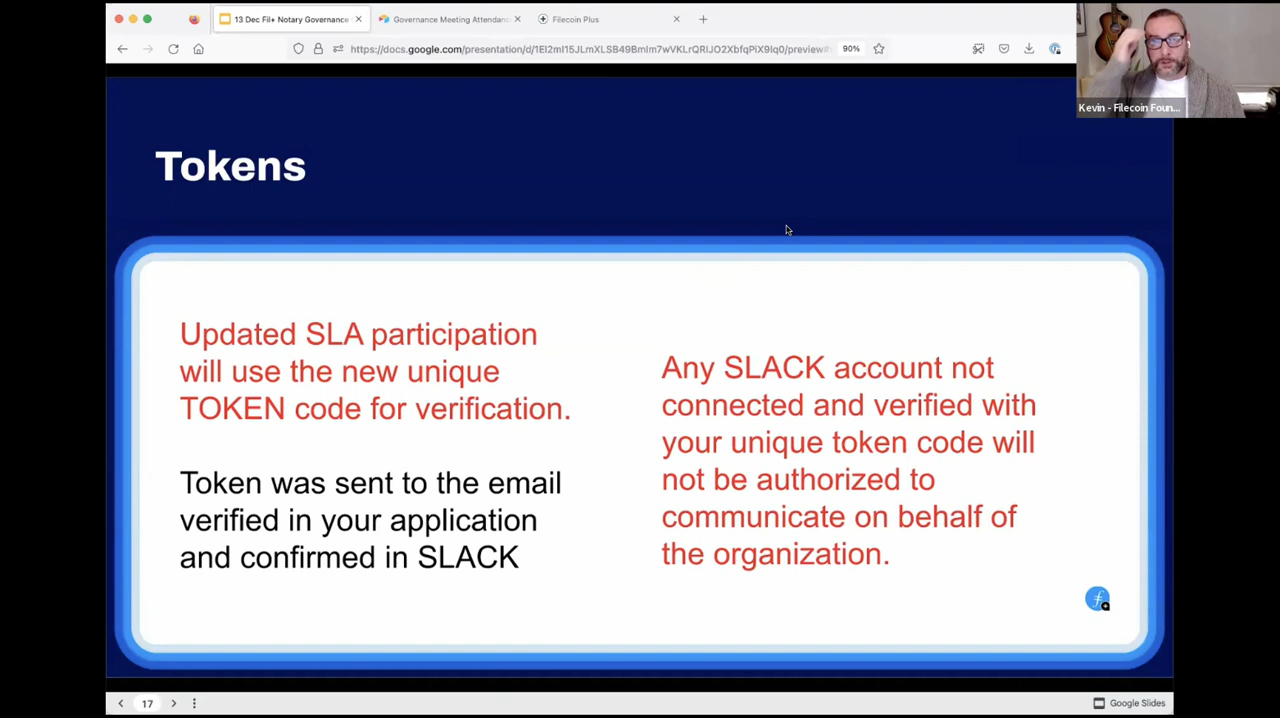 13 Dec Fil+ Notary Governance
Governance Meeting Attendanc
Filecoin Plus
https://docs.google.com/presentation/d/1EI2mI15JLmXLSB49BmIm7wVKLrQRIJO2XbfqPiX9Iq0/preview#
90%
Kevin - Filecoin Foun...
Tokens
Updated SLA participation
will use the new unique
TOKEN code for verification.
Token was sent to the email
verified in your application
and confirmed in SLACK
Any SLACK account not
connected and verified with
your unique token code will
not be authorized to
communicate on behalf of
the organization.
17
Google Slides